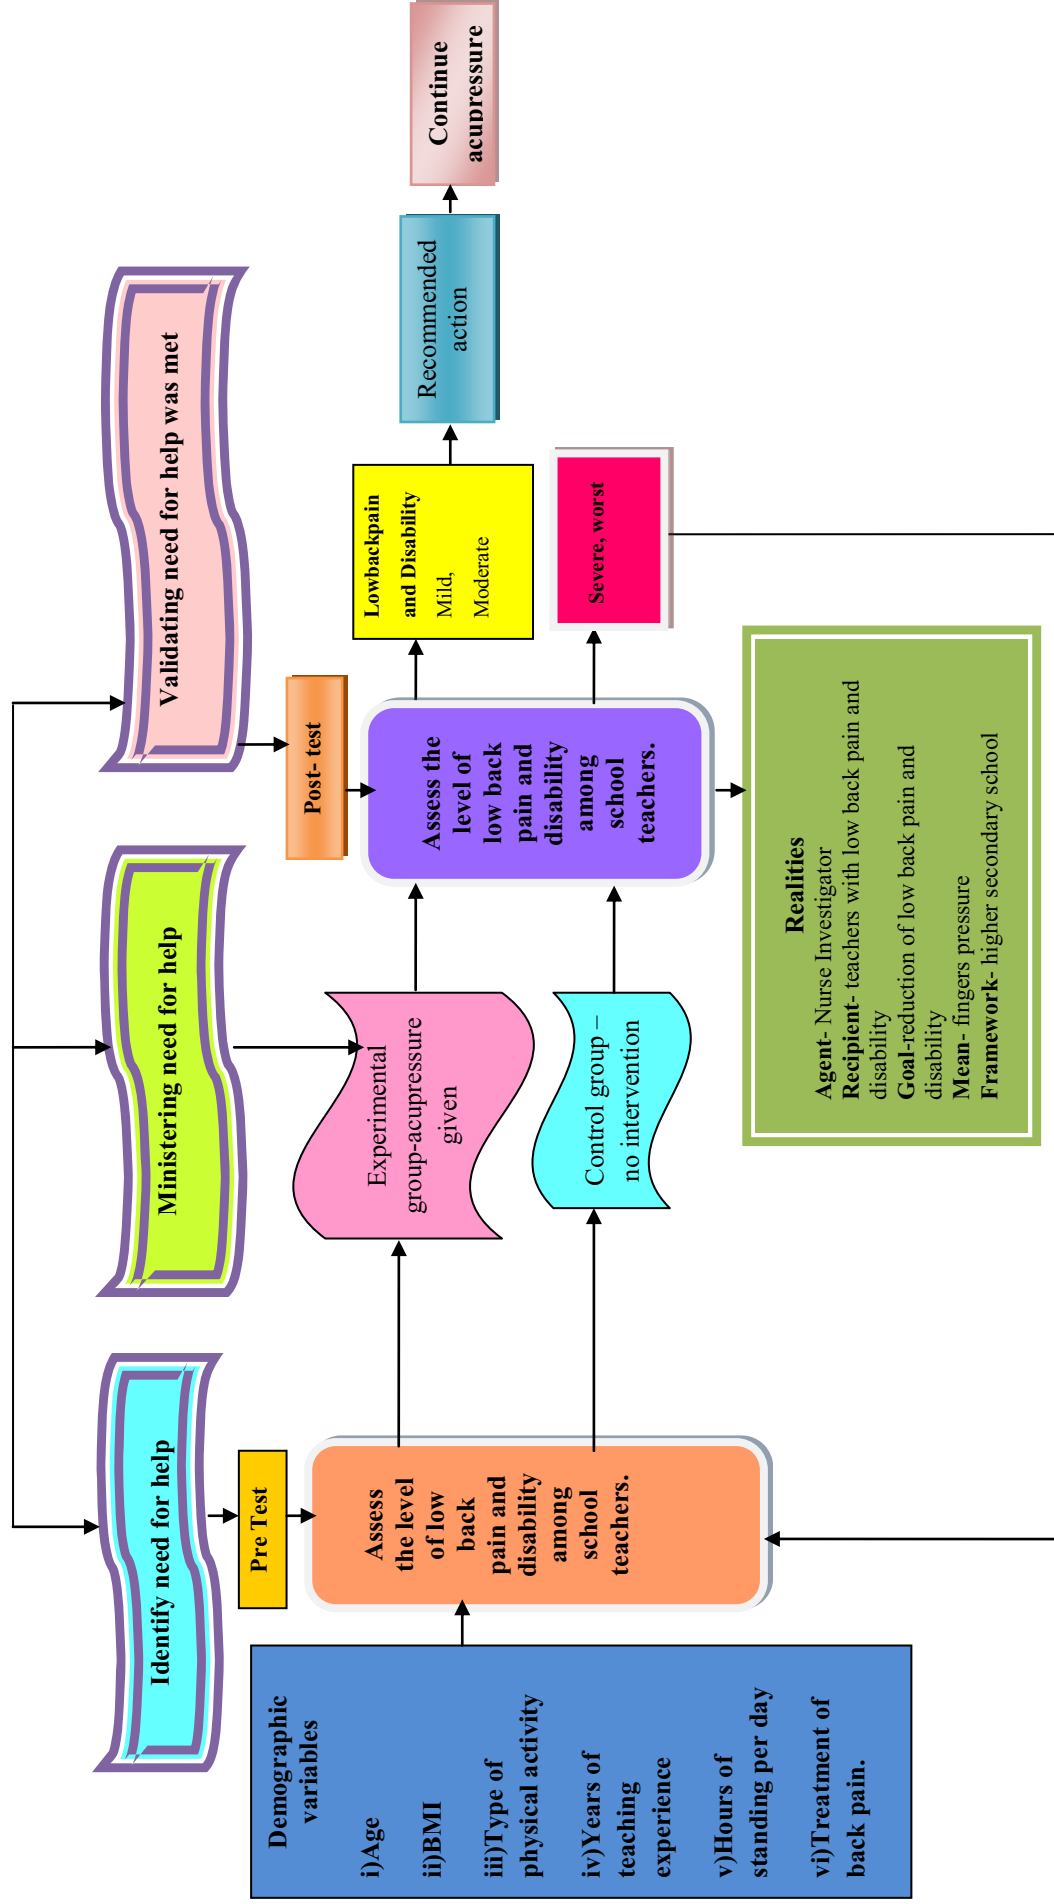 Identify need for help
Ministering need for help
Validating need for help was met
Pre Test
Post- test
Demographic
variables
i)Age
ii)BMI
iii)Type of
physical activity
iv)Years of
teaching
experience
v)Hours of
standing per day
vi)Treatment of
back pain.
Assess
the level
of low
back
pain and
disability
among
school
teachers.
Experimental
group-acupressure
given
Control group –
no intervention
Assess the
level of
low back
pain and
disability
among
school
teachers.
Lowbackpain
and Disability
Mild,
Moderate
Severe, worst
Recommended
action
Continue
acupressure
Realities
Agent- Nurse Investigator
Recipient- teachers with low back pain and
disability
Goal-reduction of low back pain and
disability
Mean- fingers pressure
Framework- higher secondary school